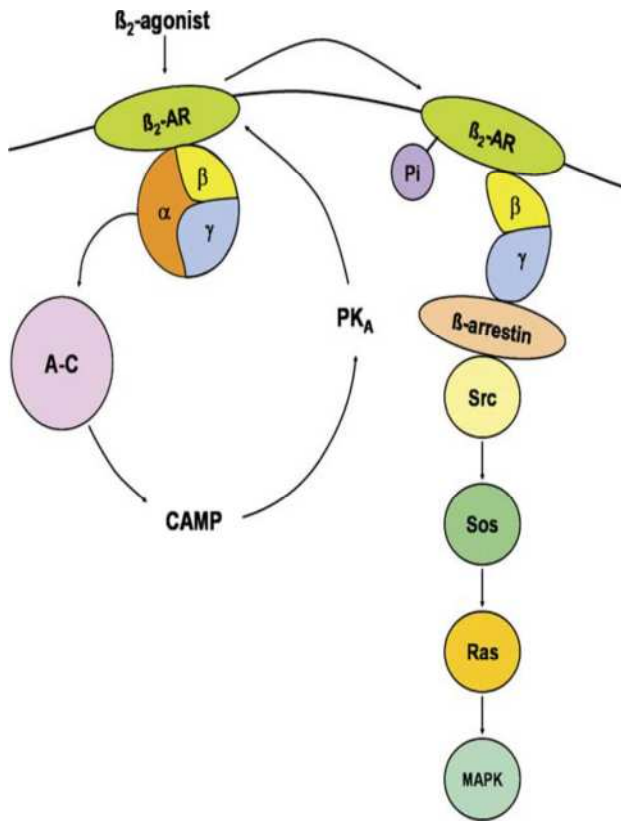 ß₂-agonist
ß₂-AR
β
α
γ
A-C
CAMP
PKA
ß₂-AR
Pi
β
γ
ß-arrestin
Src
Sos
Ras
MAPK